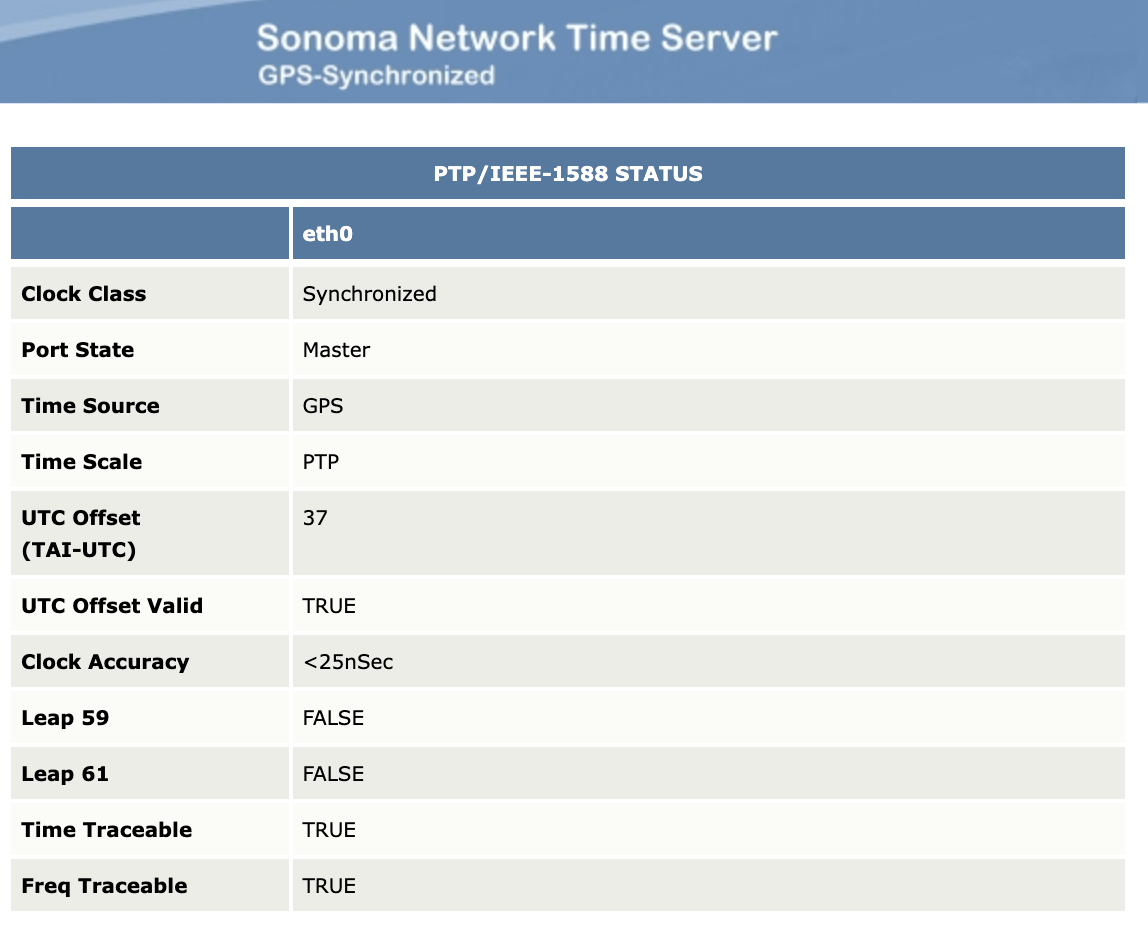 Sonoma Network Time Server
GPS-Synchronized
PTP/IEEE-1588 STATUS
eth0
Clock Class Synchronized
Port State Master
Time Source GPS
Time Scale PTP
UTC Offset 37
(TAI-UTC)
UTC Offset Valid TRUE
Clock Accuracy <25nSec
Leap 59 FALSE
Leap 61 FALSE
Time Traceable TRUE
Freq Traceable TRUE